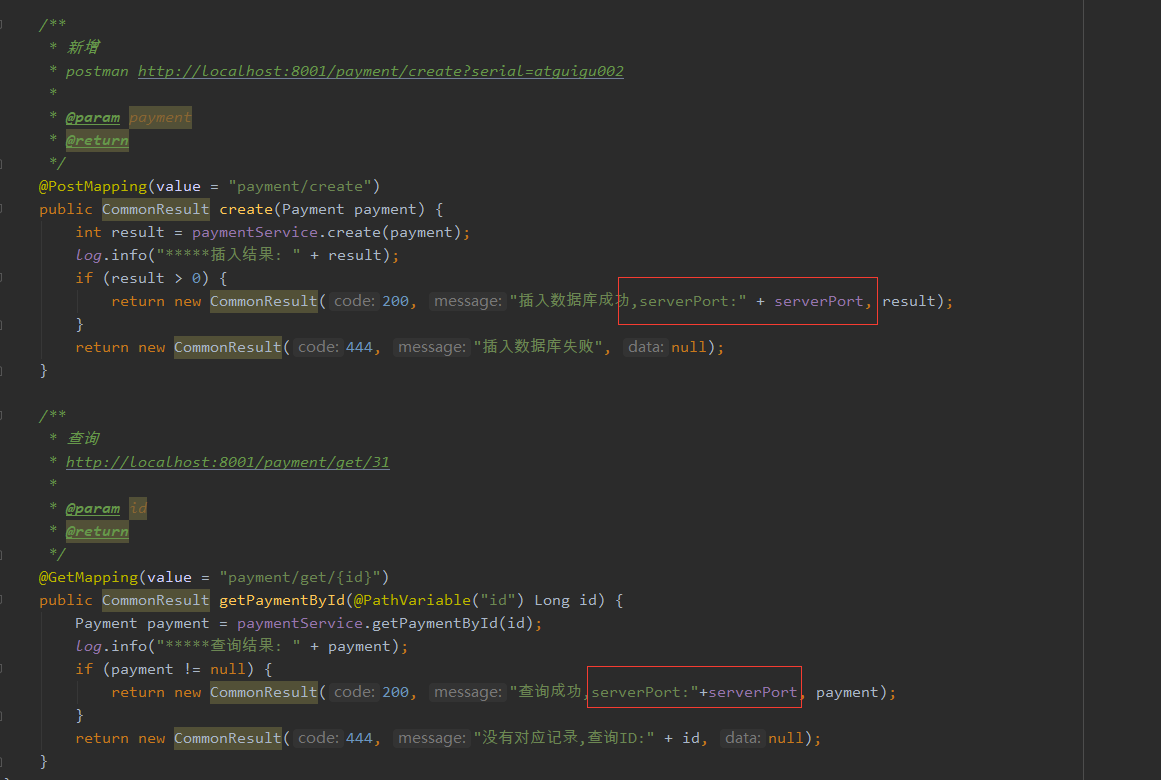 /**
 * 新增
 * postman http://localhost:8001/payment/create?serial=atguigu002
 *
 * @param payment
 * @return
 */
@PostMapping(value = "payment/create")
public CommonResult create(Payment payment) {
    int result = paymentService.create(payment);
    log.info("*****插入结果: " + result);
    if (result > 0) {
        return new CommonResult( code: 200, message: "插入数据库成功,serverPort:" + serverPort, result);
    }
    return new CommonResult( code: 444, message: "插入数据库失败", data: null);
}
/**
 * 查询
 * http://localhost:8001/payment/get/31
 *
 * @param id
 * @return
 */
@GetMapping(value = "payment/get/{id}")
public CommonResult getPaymentById(@PathVariable("id") Long id) {
    Payment payment = paymentService.getPaymentById(id);
    log.info("*****查询结果: " + payment);
    if (payment != null) {
        return new CommonResult( code: 200, message: "查询成功,serverPort:"+serverPort, payment);
    }
    return new CommonResult( code: 444, message: "没有对应记录,查询ID:" + id, data: null);
}